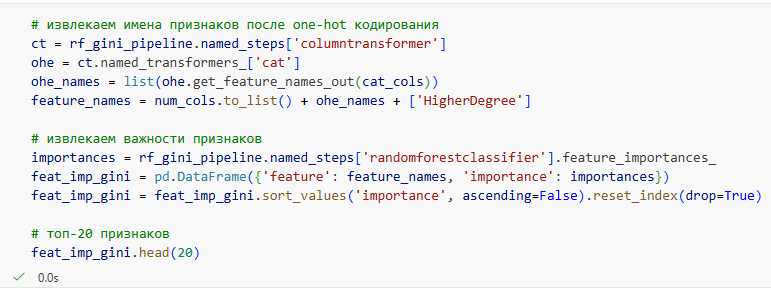 # извлекаем имена признаков после one-hot кодирования
ct = rf_gini_pipeline.named_steps['columntransformer']
ohe = ct.named_transformers_['cat']
ohe_names = list(ohe.get_feature_names_out(cat_cols))
feature_names = num_cols.to_list() + ohe_names + ['HigherDegree']
# извлекаем важности признаков
importances = rf_gini_pipeline.named_steps['randomforestclassifier'].feature_importances_
feat_imp_gini = pd.DataFrame({'feature': feature_names, 'importance': importances})
feat_imp_gini = feat_imp_gini.sort_values('importance', ascending=False).reset_index(drop=True)
# топ-20 признаков
feat_imp_gini.head(20)
0.0s